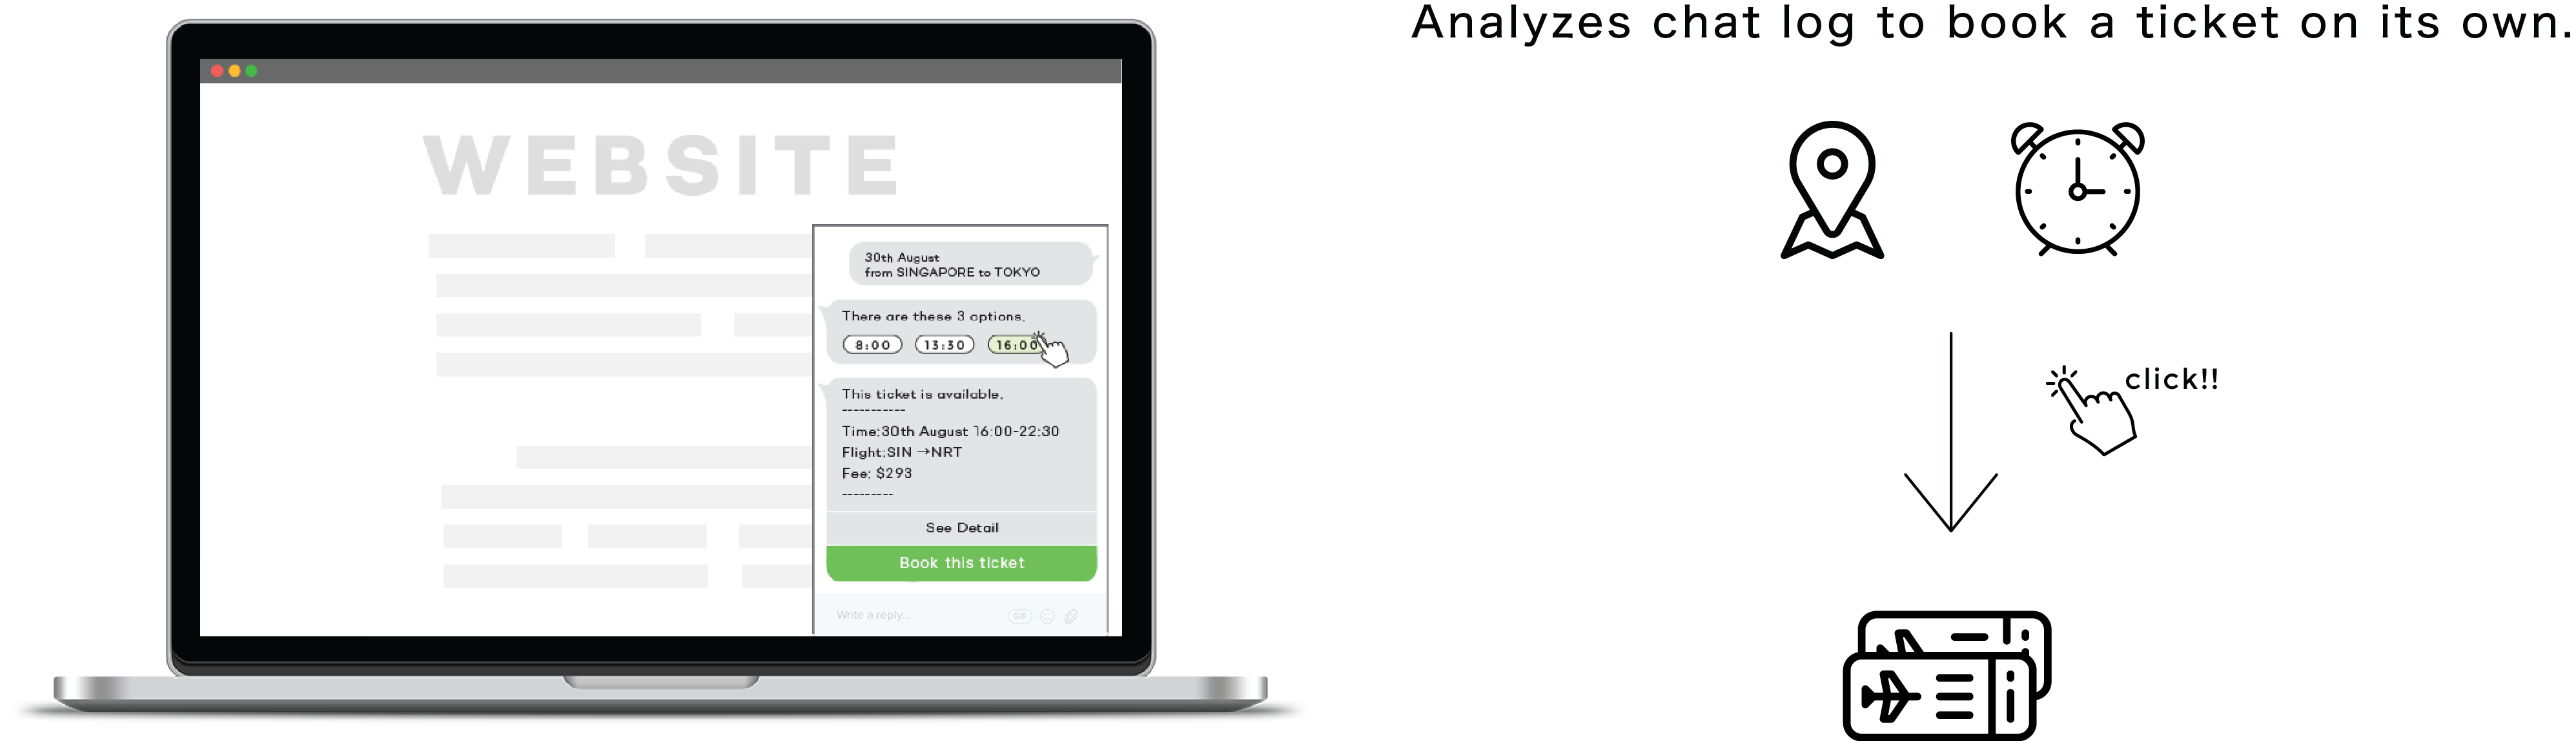 Analyzes chat log to book a ticket on its own.
WEBSITE
30th August
from SINGAPORE to TOKYO
There are these 3 options.
8:00 13:30 16:00
This ticket is available.
-----------
Time:30th August 16:00-22:30
Flight:SIN →NRT
Fee: $293
---------
See Detail
Book this ticket
Write a reply...
GIF
click!!